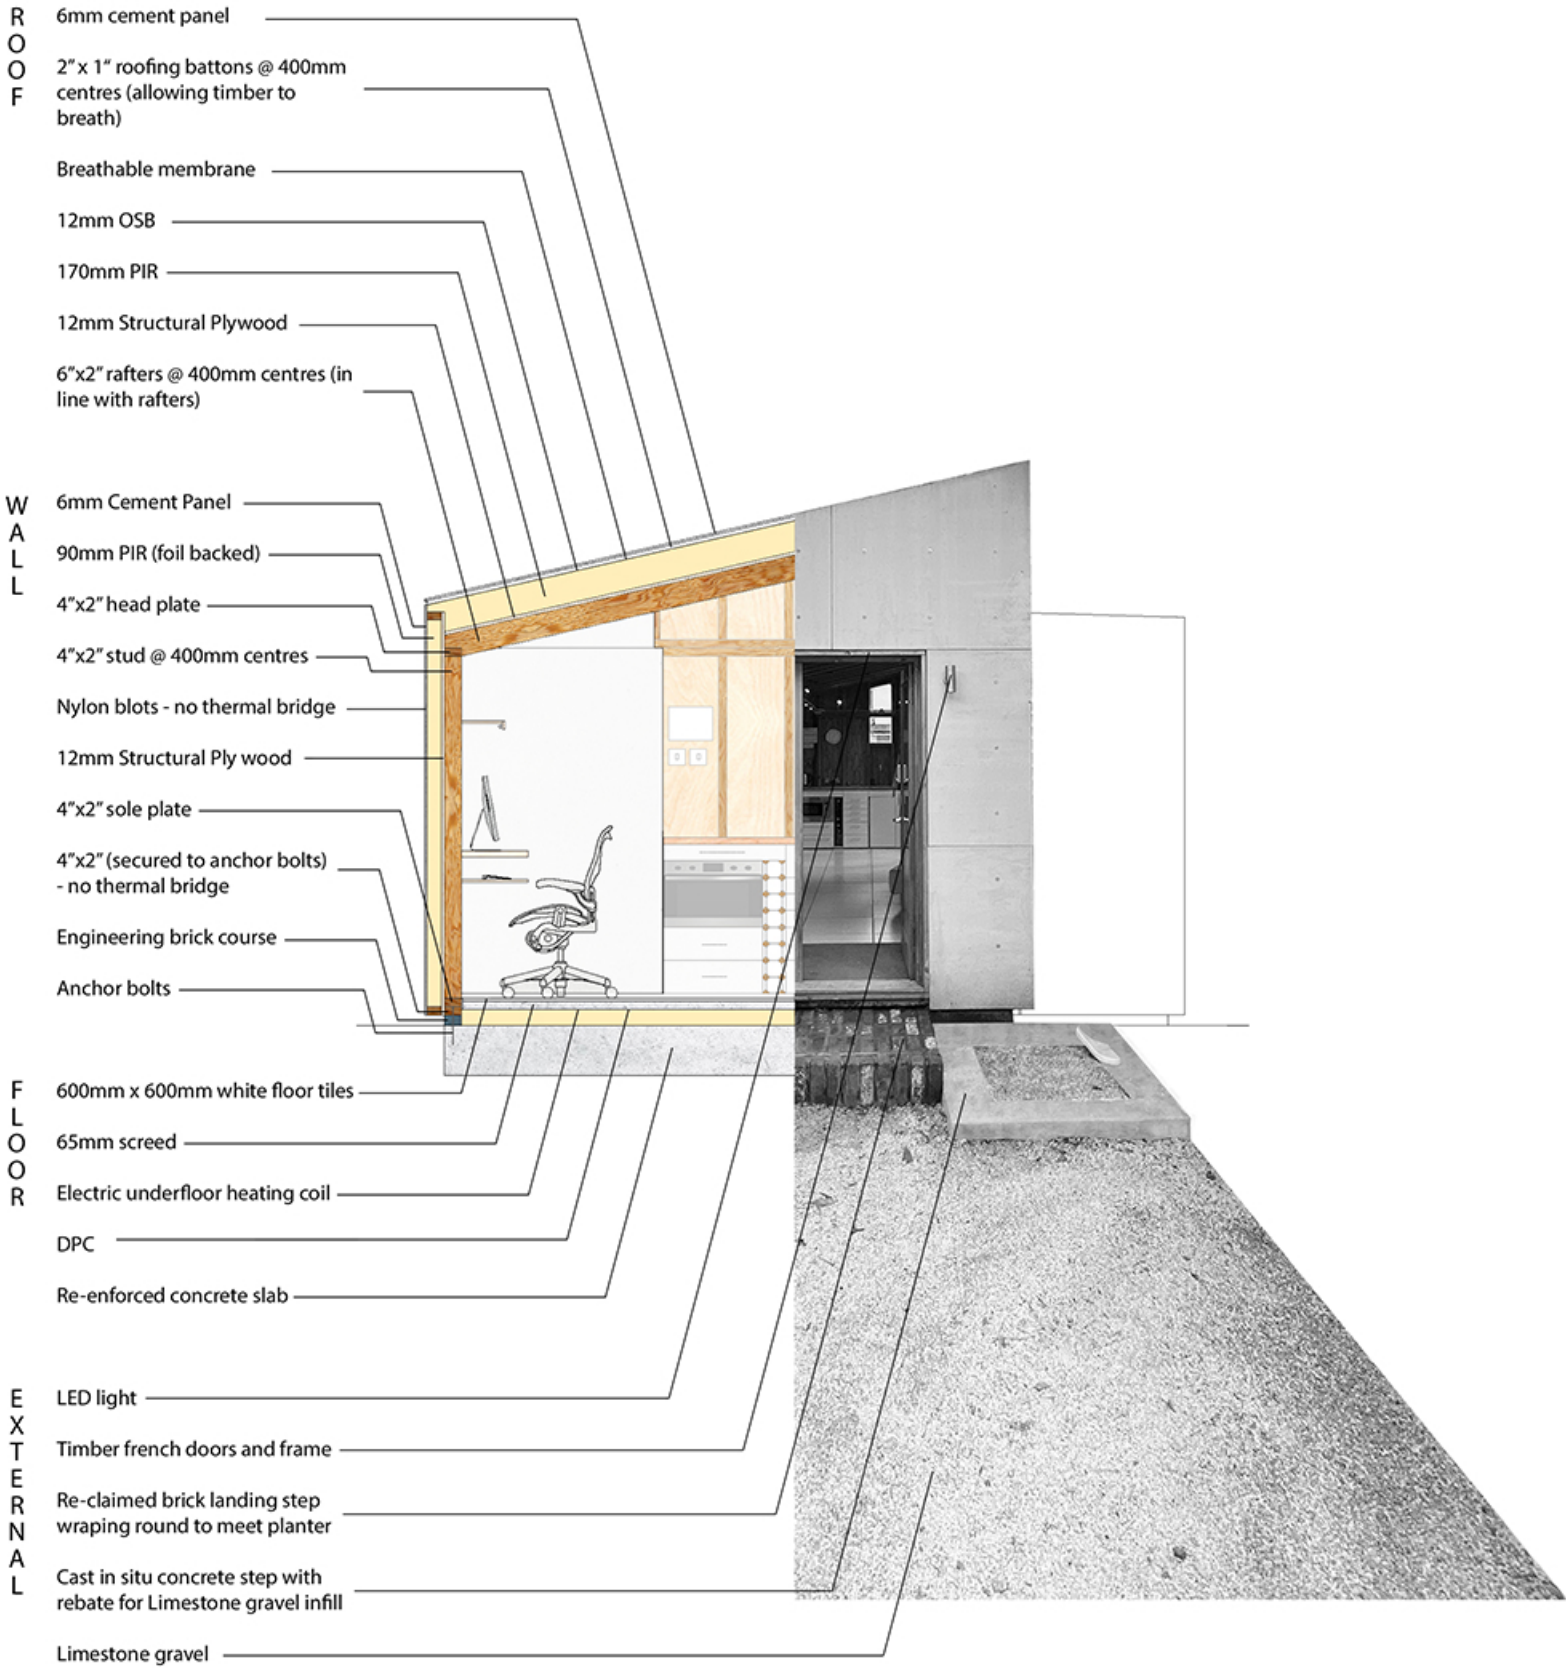 ROOF
6mm cement panel
2" x 1" roofing battons @ 400mm
centres (allowing timber to
breath)
Breathable membrane
12mm OSB
170mm PIR
12mm Structural Plywood
6"x2" rafters @ 400mm centres (in
line with rafters)
WALL
6mm Cement Panel
90mm PIR (foil backed)
4"x2" head plate
4"x2" stud @ 400mm centres
Nylon blots - no thermal bridge
12mm Structural Ply wood
4"x2" sole plate
4"x2" (secured to anchor bolts)
- no thermal bridge
Engineering brick course
Anchor bolts
FLOOR
600mm x 600mm white floor tiles
65mm screed
Electric underfloor heating coil
DPC
Re-enforced concrete slab
EXTERNAL
LED light
Timber french doors and frame
Re-claimed brick landing step
wraping round to meet planter
Cast in situ concrete step with
rebate for Limestone gravel infill
Limestone gravel